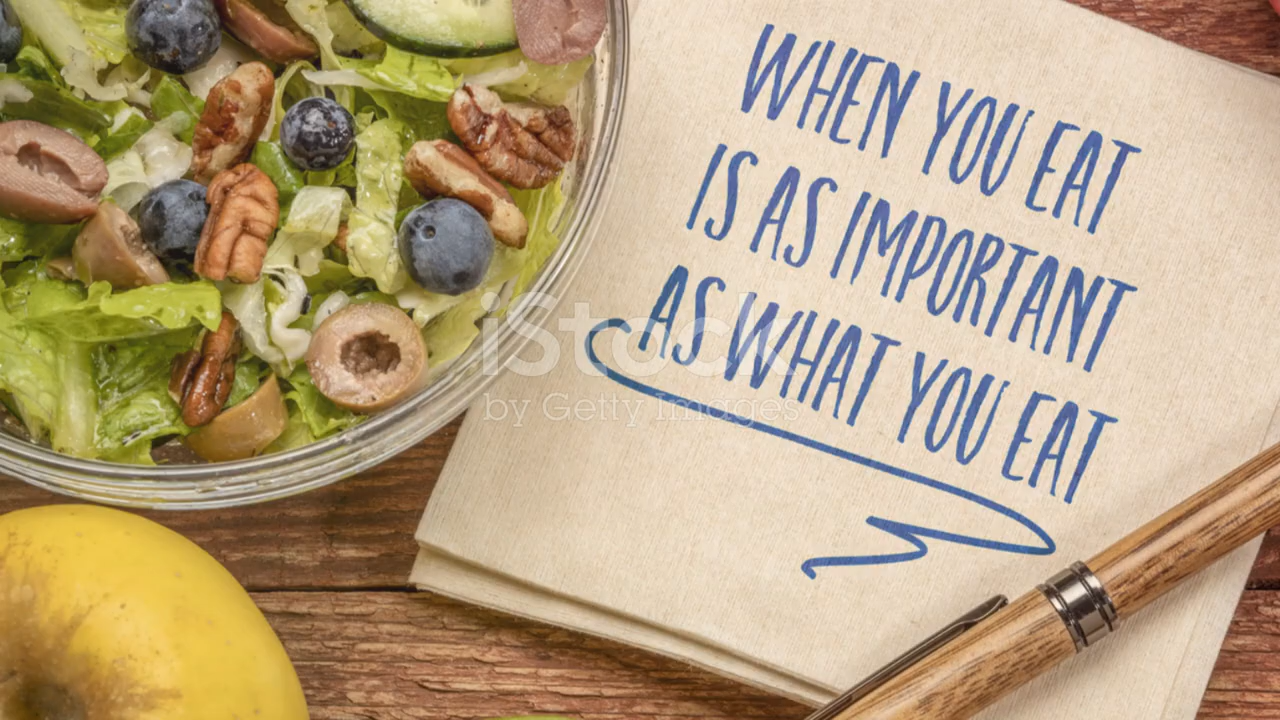 WHEN YOU EAT
IS AS IMPORTANT
AS WHAT YOU EAT
iStock
by Getty Images